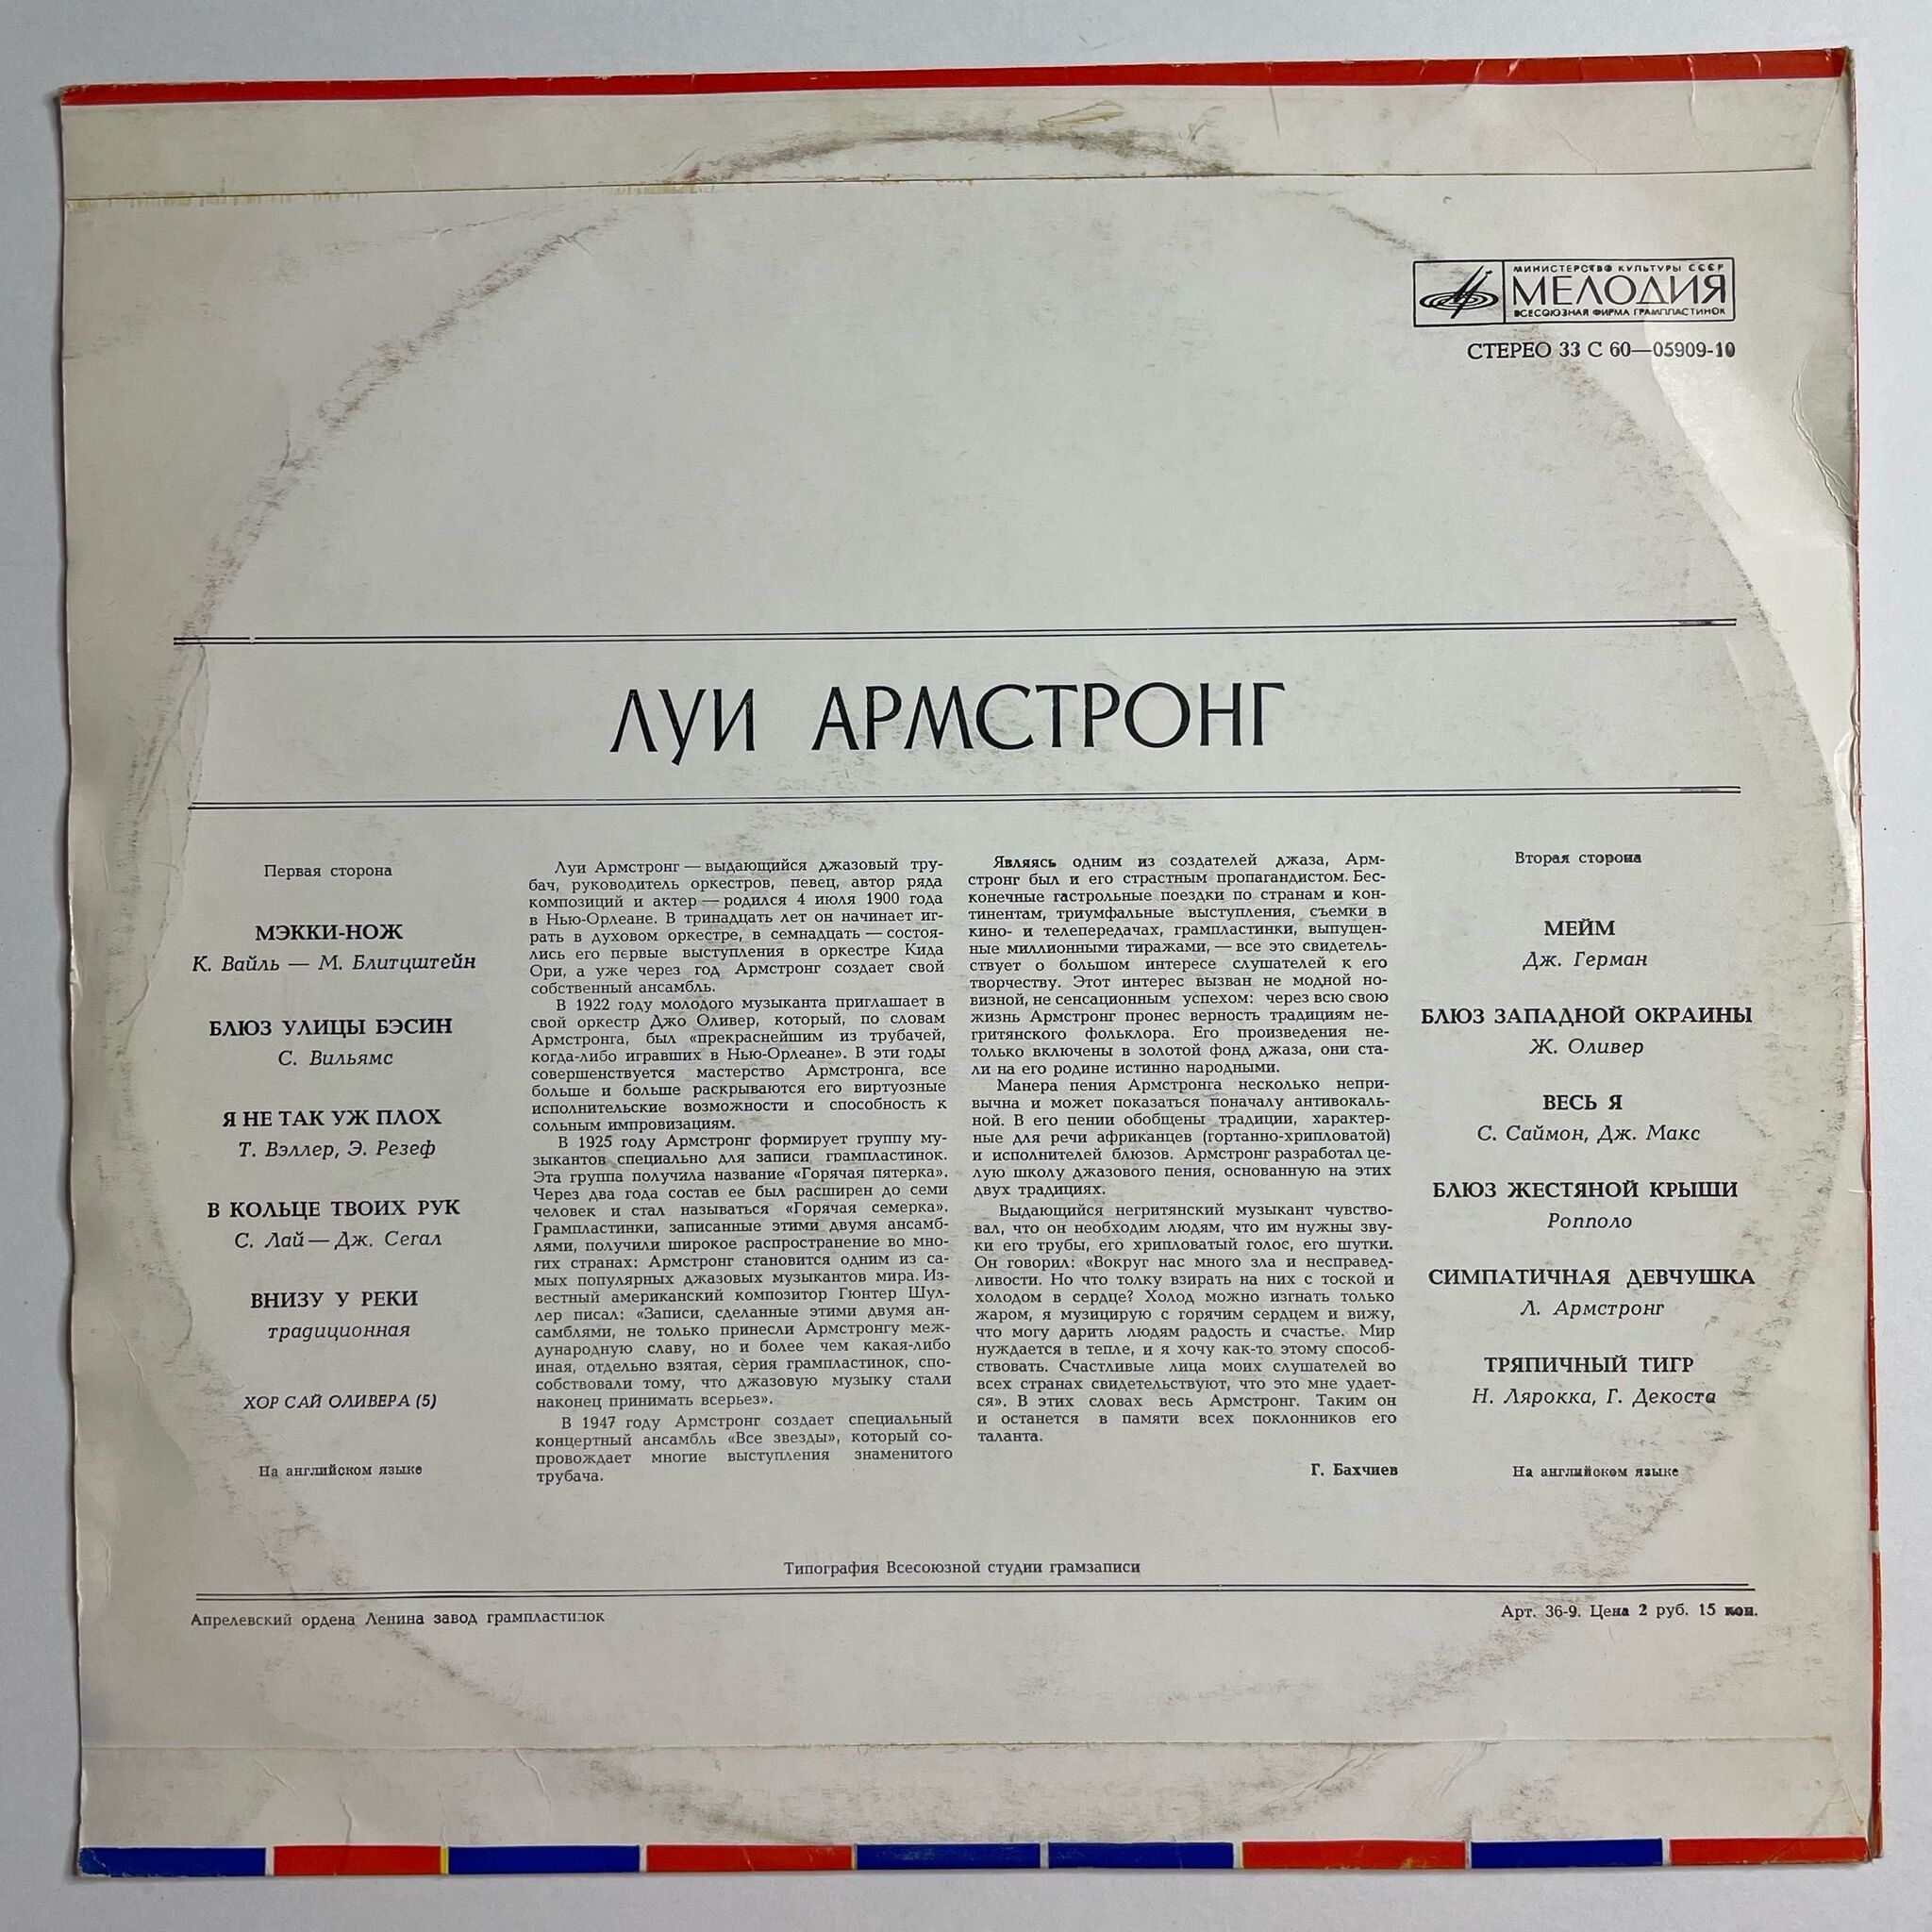 МИНИСТЕРСТВО КУЛЬТУРЫ СССР
МЕЛОДИЯ
ВСЕСОЮЗНАЯ ФИРМА ГРАМПЛАСТИНОК
СТЕРЕО 33 С 60—05909-10
ЛУИ АРМСТРОНГ
Первая сторона
МЭККИ-НОЖ
К. Вайль — М. Блитцштейн
БЛЮЗ УЛИЦЫ БЭСИН
С. Вильямс
Я НЕ ТАК УЖ ПЛОХ
Т. Вэллер, Э. Резеф
В КОЛЬЦЕ ТВОИХ РУК
С. Лай — Дж. Сегал
ВНИЗУ У РЕКИ
традиционная
ХОР САЙ ОЛИВЕРА (5)
На английском языке
Луи Армстронг — выдающийся джазовый тру-
бач, руководитель оркестров, певец, автор ряда
композиций и актер — родился 4 июля 1900 года
в Нью-Орлеане. В тринадцать лет он начинает иг-
рать в духовом оркестре, в семнадцать — состоя-
лись его первые выступления в оркестре Кида
Ори, а уже через год Армстронг создает свой
собственный ансамбль.
В 1922 году молодого музыканта приглашает в
свой оркестр Джо Оливер, который, по словам
Армстронга, был «прекраснейшим из трубачей,
когда-либо игравших в Нью-Орлеане». В эти годы
совершенствуется мастерство Армстронга, все
больше и больше раскрываются его виртуозные
исполнительские возможности и способность к
сольным импровизациям.
В 1925 году Армстронг формирует группу му-
зыкантов специально для записи грампластинок.
Эта группа получила название «Горячая пятерка».
Через два года состав ее был расширен до семи
человек и стал называться «Горячая семерка».
Грампластинки, записанные этими двумя ансамб-
лями, получили широкое распространение во мно-
гих странах: Армстронг становится одним из са-
мых популярных джазовых музыкантов мира. Из-
вестный американский композитор Гюнтер Шул-
лер писал: «Записи, сделанные этими двумя ан-
самблями, не только принесли Армстронгу меж-
дународную славу, но и более чем какая-либо
иная, отдельно взятая, серия грампластинок, спо-
собствовали тому, что джазовую музыку стали
наконец принимать всерьез».
В 1947 году Армстронг создает специальный
концертный ансамбль «Все звезды», который со-
провождает многие выступления знаменитого
трубача.
Являясь одним из создателей джаза, Арм-
стронг был и его страстным пропагандистом. Бес-
конечные гастрольные поездки по странам и кон-
тинентам, триумфальные выступления, съемки в
кино- и телепередачах, грампластинки, выпущен-
ные миллионными тиражами, — все это свидетель-
ствует о большом интересе слушателей к его
творчеству. Этот интерес вызван не модной но-
визной, не сенсационным успехом: через всю свою
жизнь Армстронг пронес верность традициям не-
гритянского фольклора. Его произведения не-
только включены в золотой фонд джаза, они ста-
ли на его родине истинно народными.
Манера пения Армстронга несколько непри-
вычна и может показаться поначалу антивокаль-
ной. В его пении обобщены традиции, характер-
ные для речи африканцев (гортанно-хрипловатой)
и исполнителей блюзов. Армстронг разработал це-
лую школу джазового пения, основанную на этих
двух традициях.
Выдающийся негритянский музыкант чувство-
вал, что он необходим людям, что им нужны зву-
ки его трубы, его хрипловатый голос, его шутки.
Он говорил: «Вокруг нас много зла и несправед-
ливости. Но что толку взирать на них с тоской и
холодом в сердце? Холод можно изгнать только
жаром, я музицирую с горячим сердцем и вижу,
что могу дарить людям радость и счастье. Мир
нуждается в тепле, и я хочу как-то этому способ-
ствовать. Счастливые лица моих слушателей во
всех странах свидетельствуют, что это мне удает-
ся». В этих словах весь Армстронг. Таким он
и останется в памяти всех поклонников его
таланта.
Г. Бахчиев
Вторая сторона
МЕЙМ
Дж. Герман
БЛЮЗ ЗАПАДНОЙ ОКРАИНЫ
Ж. Оливер
ВЕСЬ Я
С. Саймон, Дж. Макс
БЛЮЗ ЖЕСТЯНОЙ КРЫШИ
Ропполо
СИМПАТИЧНАЯ ДЕВЧУШКА
Л. Армстронг
ТРЯПИЧНЫЙ ТИГР
Н. Лярокка, Г. Декоста
На английском языке
Типография Всесоюзной студии грамзаписи
Апрелевский ордена Ленина завод грампластинок
Арт. 36-9. Цена 2 руб. 15 коп.